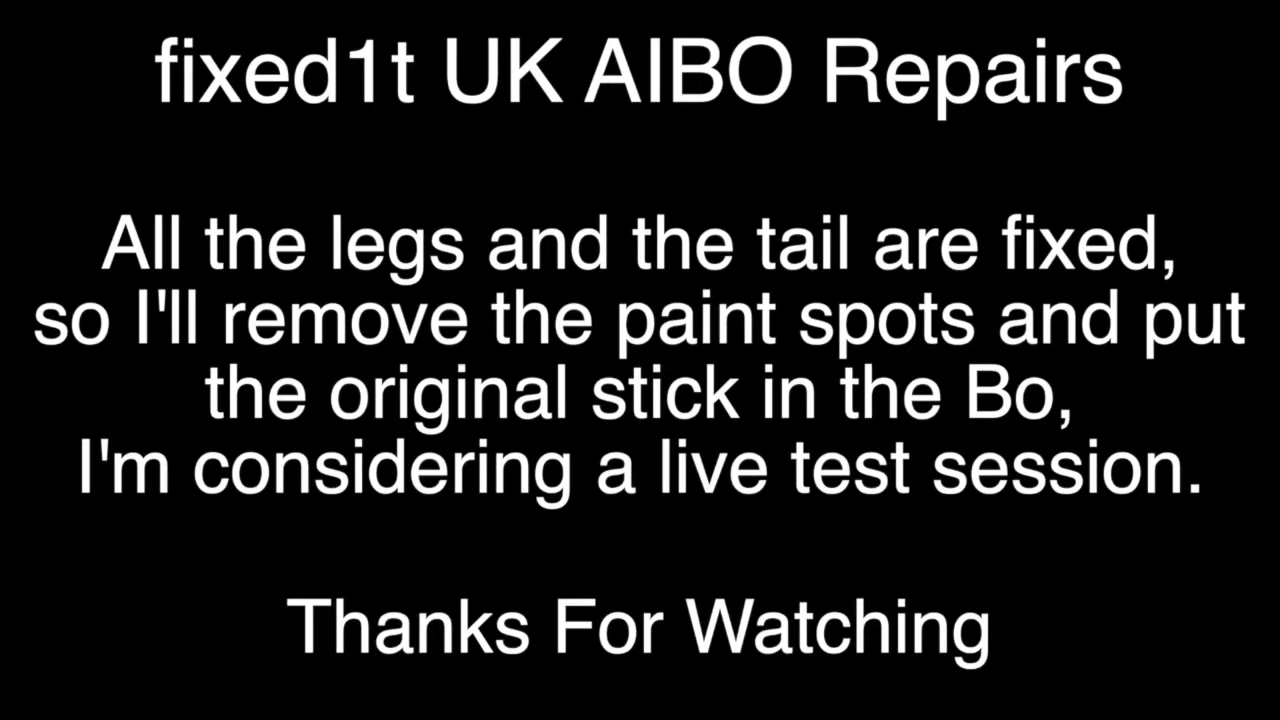 fixed1t UK AIBO Repairs
All the legs and the tail are fixed,
so I'll remove the paint spots and put
the original stick in the Bo,
I'm considering a live test session.
Thanks For Watching